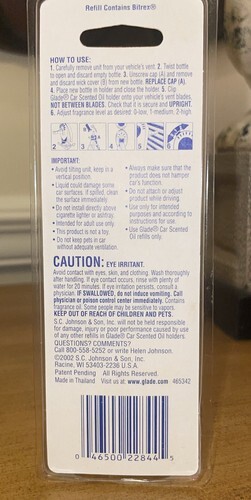 Refill Contains Bitrex®
HOW TO USE:
1. Carefully remove unit from your vehicle's vent. 2. Twist bottle
to open and discard empty bottle. 3. Unscrew cap (A) and remove
and discard wick cover (B) from new bottle. REPLACE CAP (A).
4. Place new bottle in holder and close the holder. 5. Clip
Glade® Car Scented Oil holder onto your vehicle's vent blades,
NOT BETWEEN BLADES. Check that it is secure and UPRIGHT.
6. Adjust fragrance level as desired: 0-low, 1-medium, 2-high.
2 3 4 5 6
IMPORTANT:
• Avoid tilting unit, keep in a
vertical position.
• Liquid could damage some
car surfaces. If spilled, clean
the surface immediately
• Do not install directly above
cigarette lighter or ashtray.
• Intended for adult use only.
• This product is not a toy.
• Do not keep pets in car
without adequate ventilation.
• Always make sure that the
product does not hamper
car's function.
• Do not attach or adjust
product while driving.
• Use only for intended
purposes and according to
instructions for use.
• Use Glade® Car Scented
Oil refills only.
CAUTION: EYE IRRITANT.
Avoid contact with eyes, skin, and clothing. Wash thoroughly
after handling. If eye contact occurs, rinse with plenty of
water for 20 minutes. If eye irritation persists, consult a
physician. IF SWALLOWED, do not induce vomiting. Call
physician or poison control center immediately. Contains
fragrance oil. Some people may be sensitive to vapors.
KEEP OUT OF REACH OF CHILDREN AND PETS.
S.C. Johnson & Son, Inc. will not be held responsible
for damage, injury or poor performance caused by use
of any other refills in Glade® Car Scented Oil holders.
QUESTIONS? COMMENTS?
Call 800-558-5252 or write Helen Johnson.
©2002 S.C. Johnson & Son, Inc.
Racine, WI 53403-2236 U.S.A.
Patent Pending All Rights Reserved.
Made in Thailand Visit us at: www.glade.com 465342
0 46500 22844 5